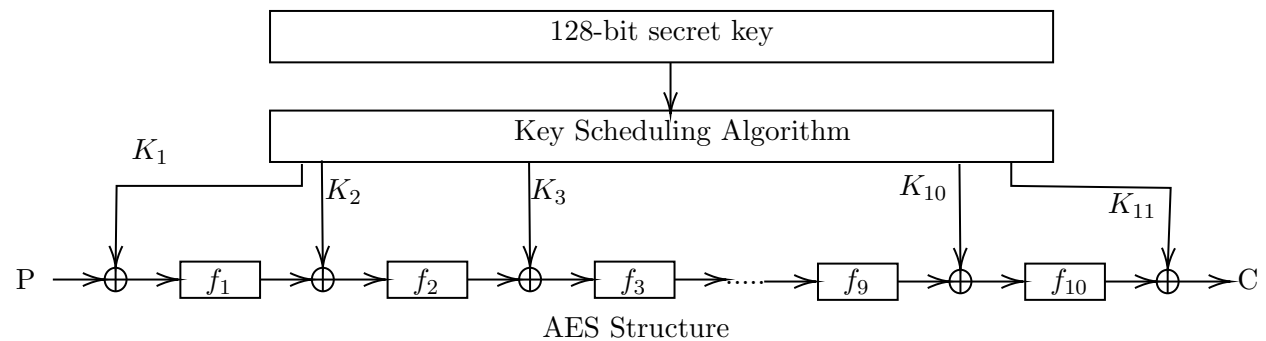 128-bit secret key
Key Scheduling Algorithm
K₁
K₂
K₃
K₁₀
K₁₁
P
f₁
f₂
f₃
.....
f₉
f₁₀
C
AES Structure